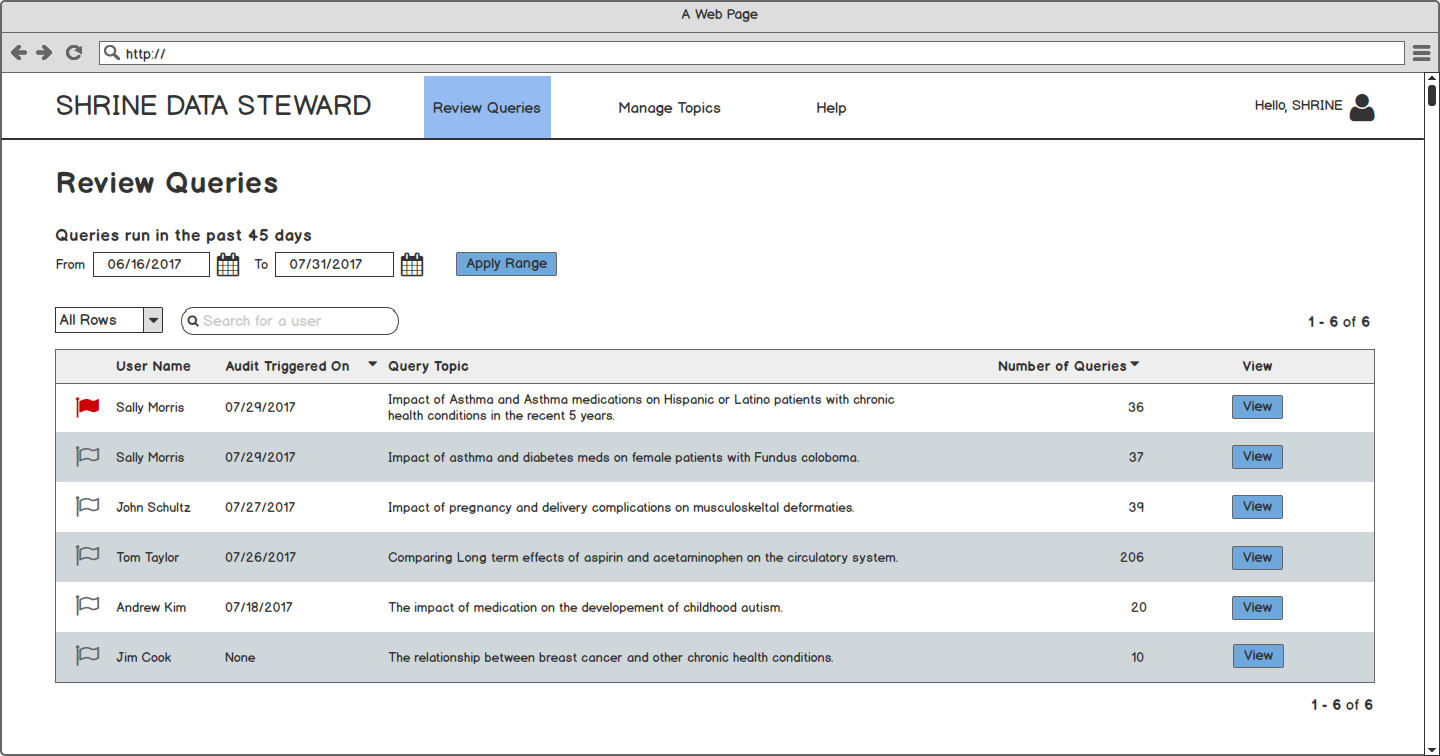 A Web Page
http://
SHRINE DATA STEWARD
Review Queries
Manage Topics
Help
Hello, SHRINE
Review Queries
Queries run in the past 45 days
From 06/16/2017 To 07/31/2017 Apply Range
All Rows Search for a user 1 - 6 of 6
User Name Audit Triggered On Query Topic Number of Queries View
Sally Morris 07/29/2017 Impact of Asthma and Asthma medications on Hispanic or Latino patients with chronic
health conditions in the recent 5 years. 36 View
Sally Morris 07/29/2017 Impact of asthma and diabetes meds on female patients with Fundus coloboma. 37 View
John Schultz 07/27/2017 Impact of pregnancy and delivery complications on musculoskeltal deformaties. 39 View
Tom Taylor 07/26/2017 Comparing Long term effects of aspirin and acetaminophen on the circulatory system. 206 View
Andrew Kim 07/18/2017 The impact of medication on the developement of childhood autism. 20 View
Jim Cook None The relationship between breast cancer and other chronic health conditions. 10 View
1 - 6 of 6